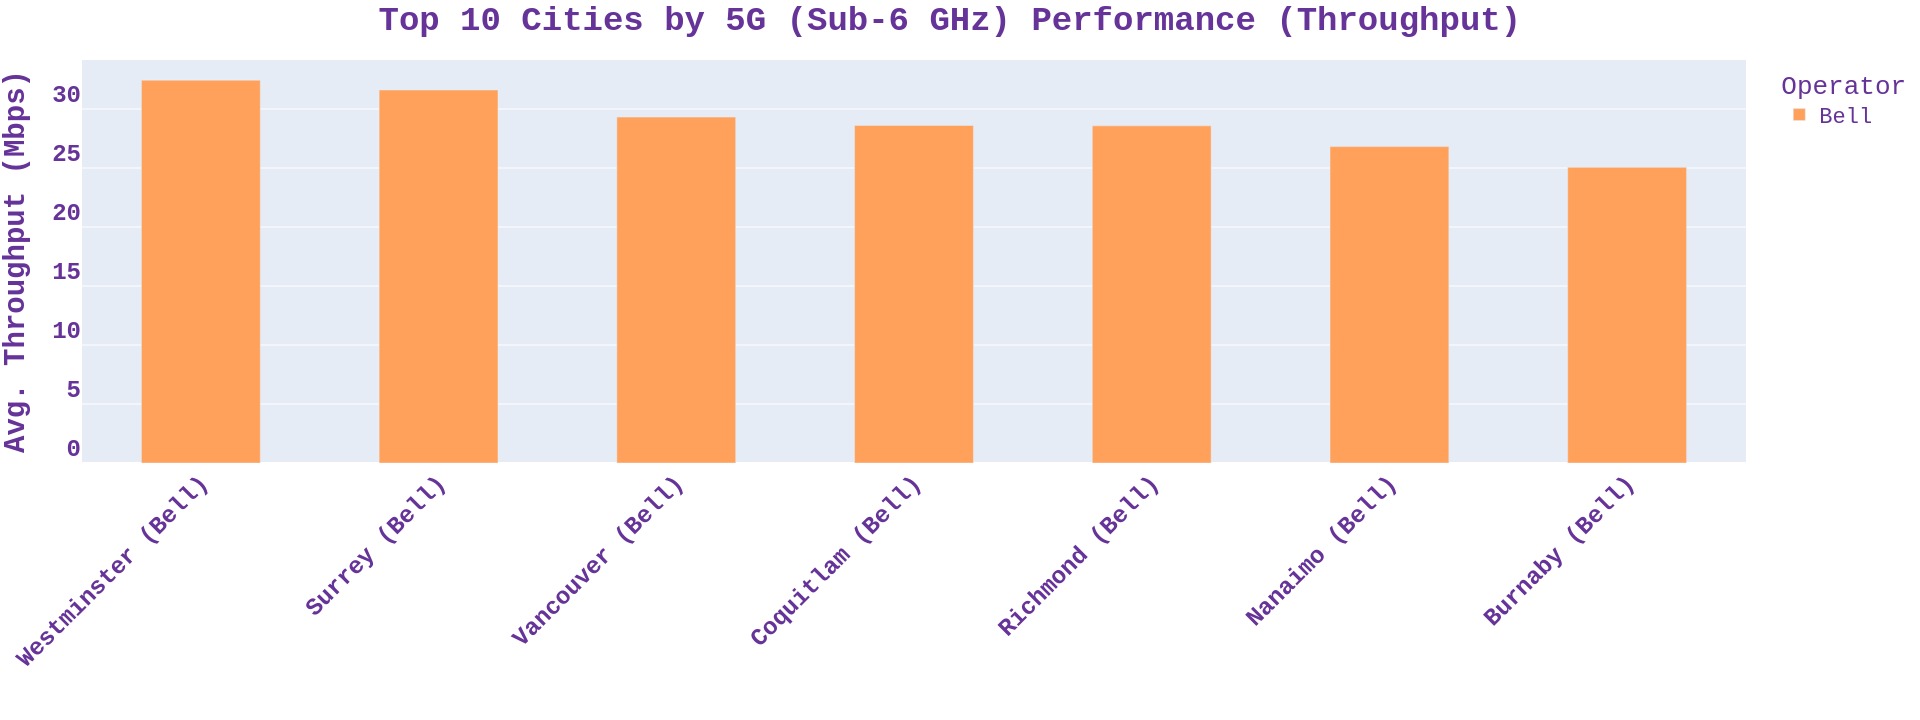 Top 10 Cities by 5G (Sub-6 GHz) Performance (Throughput)
Avg. Throughput (Mbps)
30
25
20
15
10
5
0
Operator
Bell
Westminster (Bell)
Surrey (Bell)
Vancouver (Bell)
Coquitlam (Bell)
Richmond (Bell)
Nanaimo (Bell)
Burnaby (Bell)